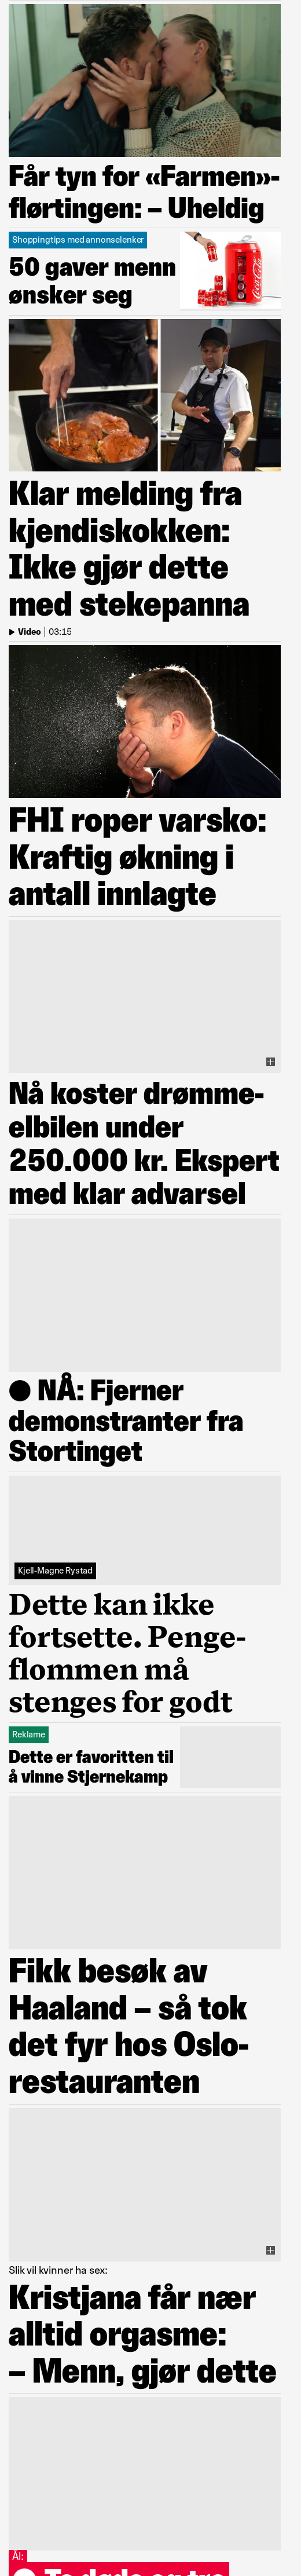 Får tyn for «Farmen»-
flørtingen: – Uheldig
Shoppingtips med annonselenker
50 gaver menn
ønsker seg
Coca-Cola
Klar melding fra
kjendiskokken:
Ikke gjør dette
med stekepanna
Video | 03:15
FHI roper varsko:
Kraftig økning i
antall innlagte
Nå koster drømme-
elbilen under
250.000 kr. Ekspert
med klar advarsel
● NÅ: Fjerner
demonstranter fra
Stortinget
Kjell-Magne Rystad
Dette kan ikke
fortsette. Penge-
flommen må
stenges for godt
Reklame
Dette er favoritten til
å vinne Stjernekamp
Fikk besøk av
Haaland – så tok
det fyr hos Oslo-
restauranten
Slik vil kvinner ha sex:
Kristjana får nær
alltid orgasme:
– Menn, gjør dette
Ål: